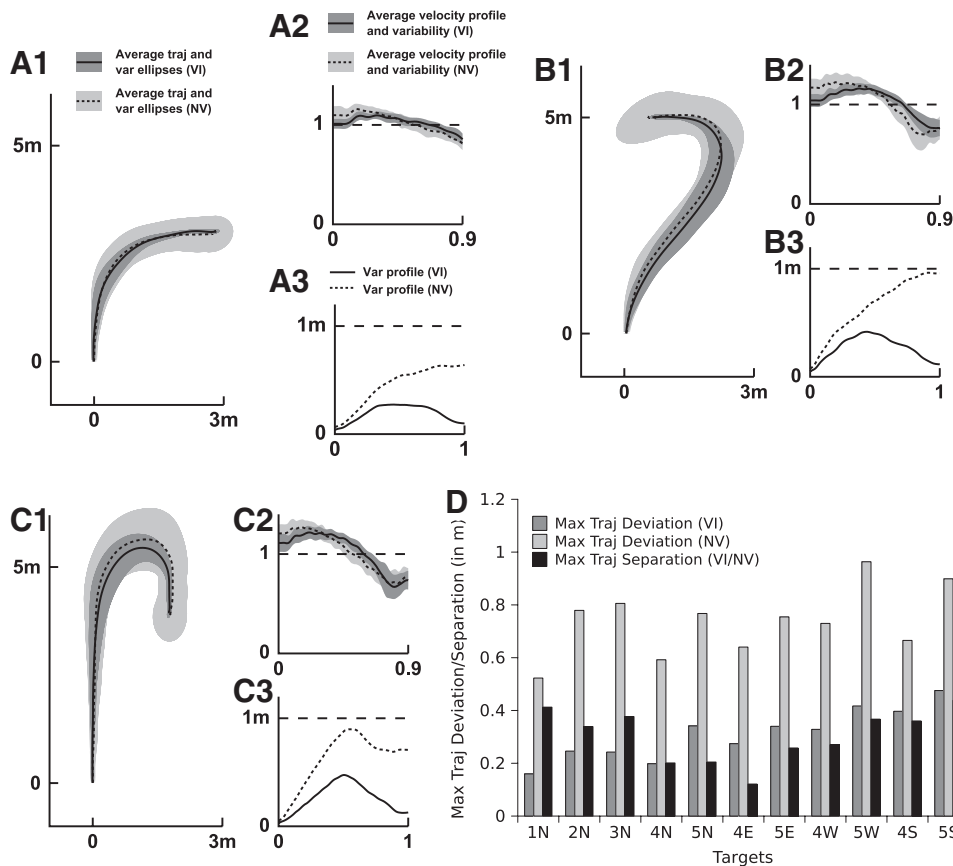 A1
Average traj and
var ellipses (VI)
Average traj and
var ellipses (NV)
5m
0
0
3m
A2
Average velocity profile
and variability (VI)
Average velocity profile
and variability (NV)
1
0
0
0.9
A3
Var profile (VI)
Var profile (NV)
1m
0
0
1
B1
5m
0
0
3m
B2
1
0
0
0.9
B3
1m
0
0
1
C1
5m
0
0
3m
C2
1
0
0
0.9
C3
1m
0
0
1
D
Max Traj Deviation/Separation (in m)
1.2
1
0.8
0.6
0.4
0.2
0
Max Traj Deviation (VI)
Max Traj Deviation (NV)
Max Traj Separation (VI/NV)
1N 2N 3N 4N 5N 4E 5E 4W 5W 4S 5S
Targets